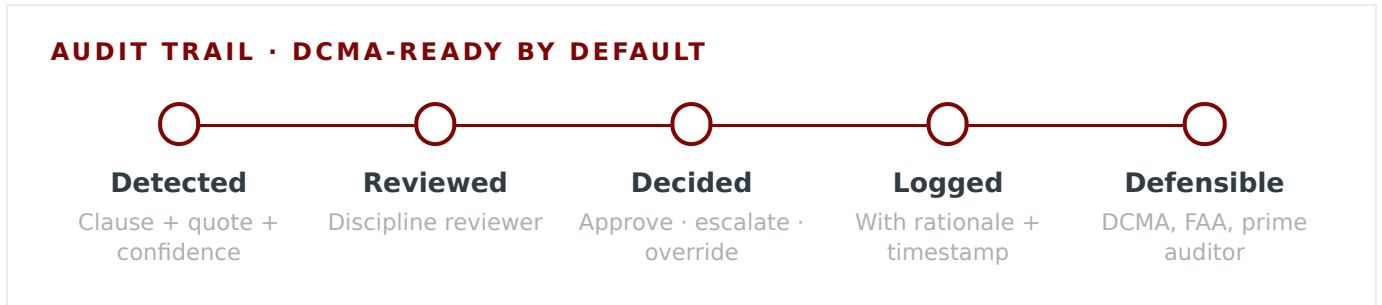 AUDIT TRAIL · DCMA-READY BY DEFAULT
Detected
Clause + quote +
confidence
Reviewed
Discipline reviewer
Decided
Approve · escalate ·
override
Logged
With rationale +
timestamp
Defensible
DCMA, FAA, prime
auditor